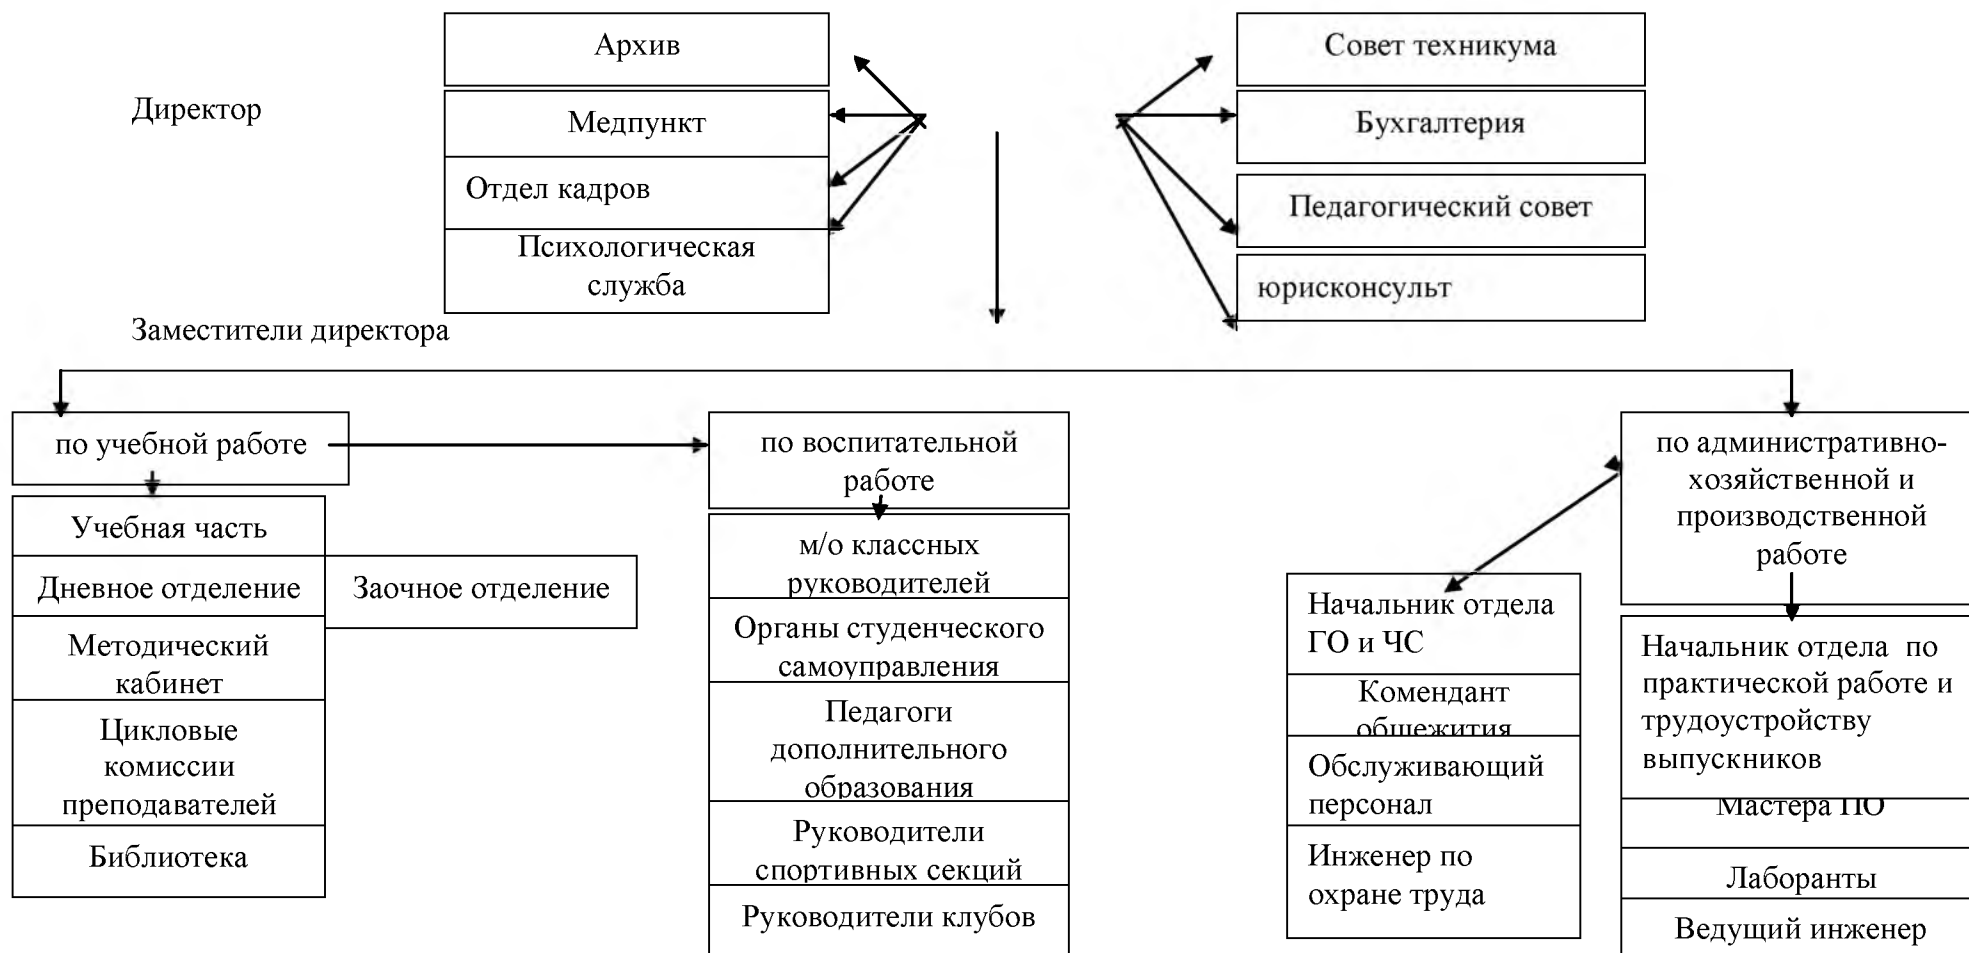 Архив
Совет техникума
Директор
Медпункт
Бухгалтерия
Отдел кадров
Педагогический совет
Психологическая
служба
юрисконсульт
Заместители директора
по учебной работе
по воспитательной
работе
по административно-
хозяйственной и
производственной
работе
Учебная часть
Дневное отделение
Заочное отделение
Методический
кабинет
Цикловые
комиссии
преподавателей
Библиотека
м/о классных
руководителей
Органы студенческого
самоуправления
Педагоги
дополнительного
образования
Руководители
спортивных секций
Руководители клубов
Начальник отдела
ГО и ЧС
Комендант
общежития
Обслуживающий
персонал
Инженер по
охране труда
Начальник отдела по
практической работе и
трудоустройству
выпускников
Мастера ПО
Лаборанты
Ведущий инженер